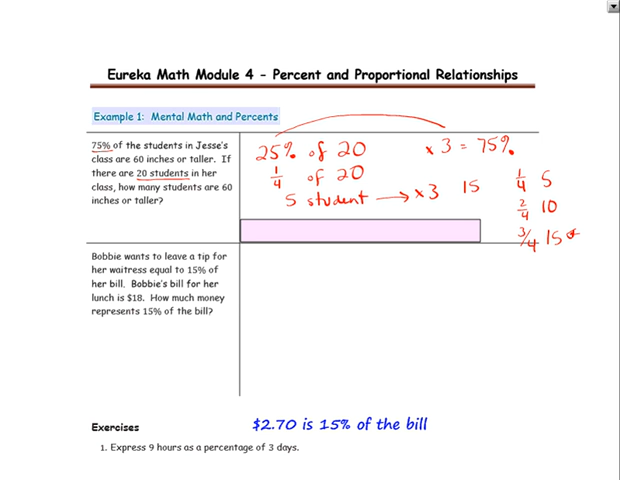 Eureka Math Module 4 - Percent and Proportional Relationships
Example 1: Mental Math and Percents
75% of the students in Jesse's
class are 60 inches or taller. If
there are 20 students in her
class, how many students are 60
inches or taller?
25% of 20 x 3 = 75%
1/4 of 20
5 student → x 3 15
1/4 5
2/4 10
3/4 15
Bobbie wants to leave a tip for
her waitress equal to 15% of
her bill. Bobbie's bill for her
lunch is $18. How much money
represents 15% of the bill?
$2.70 is 15% of the bill
Exercises
1. Express 9 hours as a percentage of 3 days.